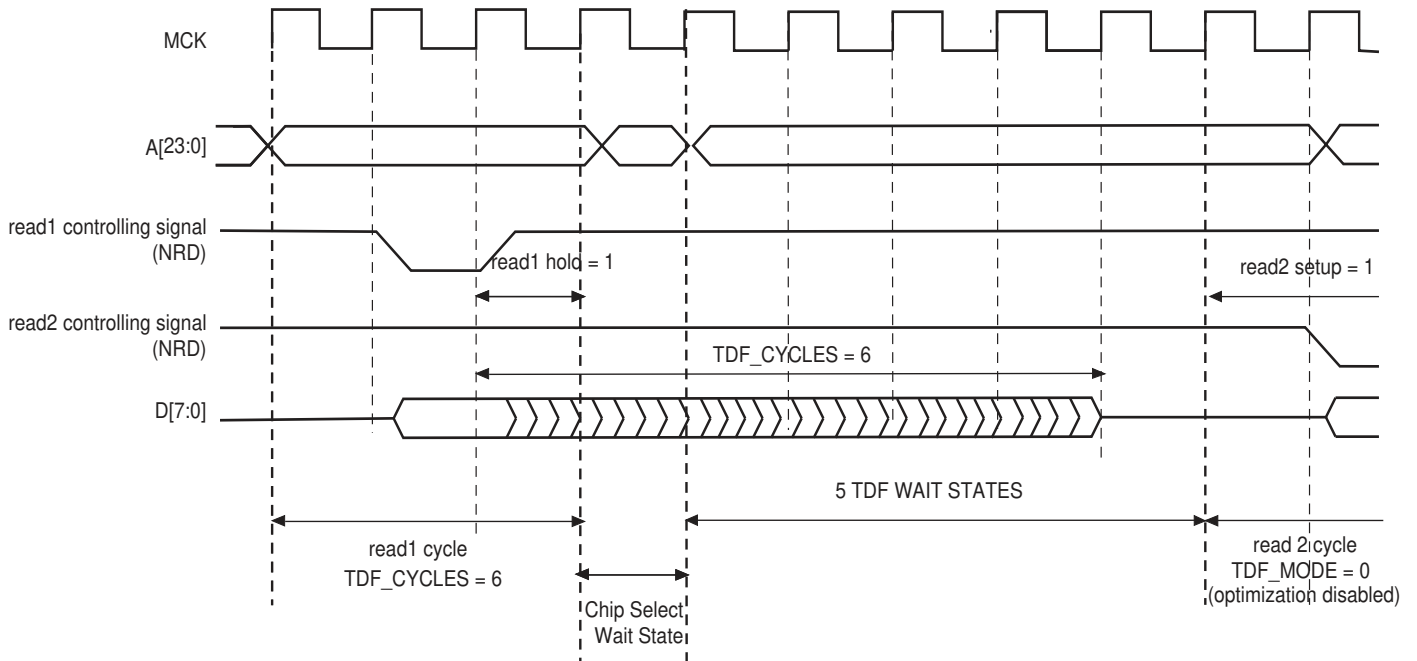 MCK
A[23:0]
read1 controlling signal
(NRD)
read1 hold = 1
read2 setup = 1
read2 controlling signal
(NRD)
TDF_CYCLES = 6
D[7:0]
5 TDF WAIT STATES
read1 cycle
TDF_CYCLES = 6
Chip Select
Wait State
read 2 cycle
TDF_MODE = 0
(optimization disabled)